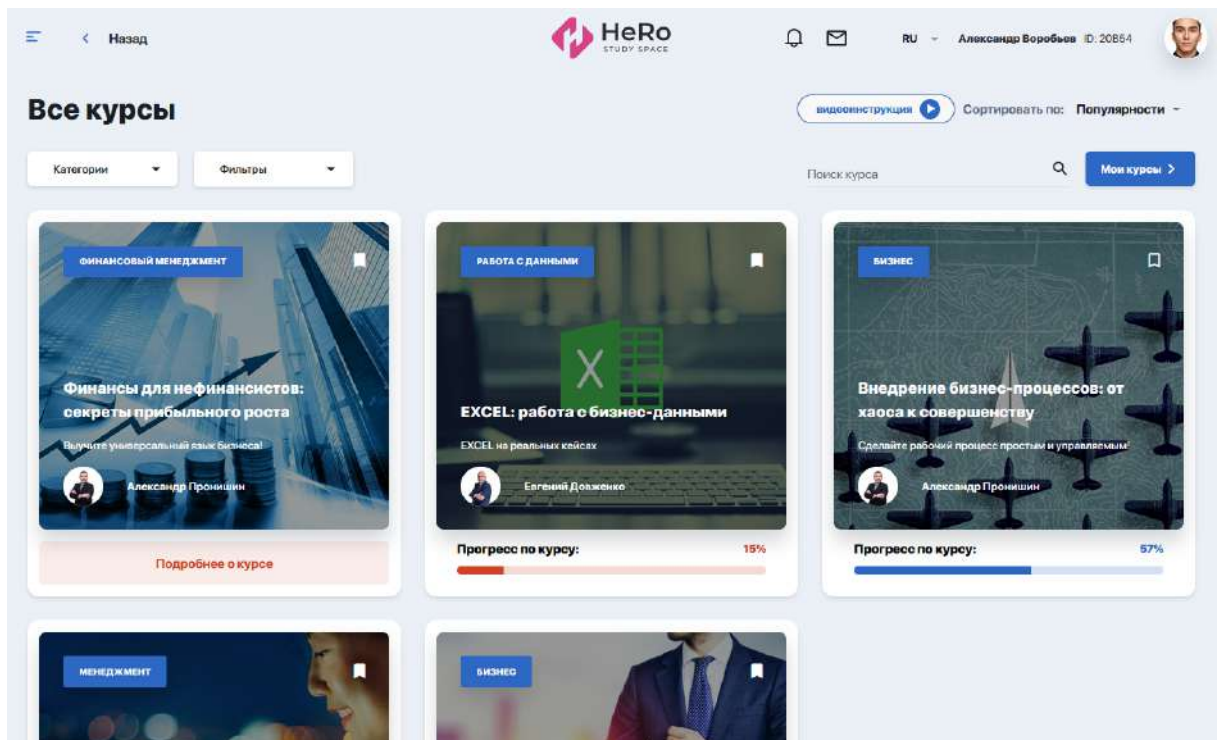 Назад
HeRo
STUDY SPACE
RU
Александр Воробьев ID: 20B54
Все курсы
видеоинструкция
Сортировать по: Популярности
Категории
Фильтры
Поиск курса
Мои курсы
ФИНАНСОВЫЙ МЕНЕДЖМЕНТ
Финансы для нефинансистов:
секреты прибыльного роста
Выучите универсальный язык бизнеса!
Александр Пронишин
Подробнее о курсе
РАБОТА С ДАННЫМИ
X
EXCEL: работа с бизнес-данными
EXCEL на реальных кейсах
Евгений Довженко
Прогресс по курсу: 15%
БИЗНЕС
Внедрение бизнес-процессов: от
хаоса к совершенству
Сделайте рабочий процесс простым и управляемым!
Александр Пронишин
Прогресс по курсу: 57%
МЕНЕДЖМЕНТ
БИЗНЕС